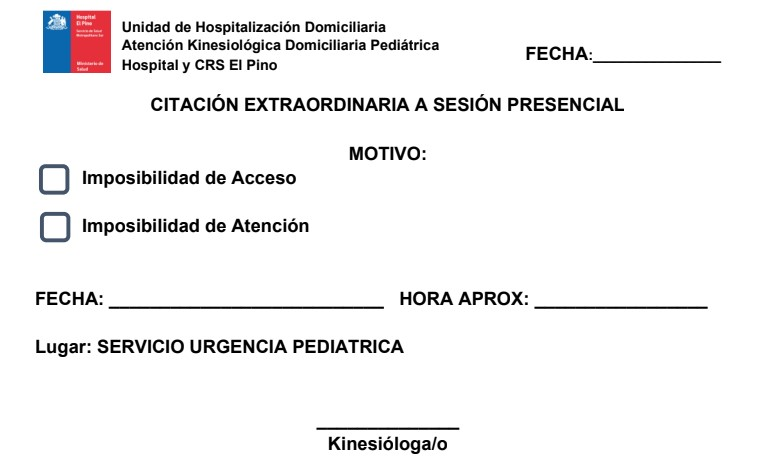 Hospital
El Pino
Servicio de Salud
Metropolitano Sur
Ministerio de
Salud
Unidad de Hospitalización Domiciliaria
Atención Kinesiológica Domiciliaria Pediátrica
Hospital y CRS El Pino
FECHA:_____________
CITACIÓN EXTRAORDINARIA A SESIÓN PRESENCIAL
MOTIVO:
Imposibilidad de Acceso
Imposibilidad de Atención
FECHA: ___________________________ HORA APROX: _________________
Lugar: SERVICIO URGENCIA PEDIATRICA
______________
Kinesióloga/o